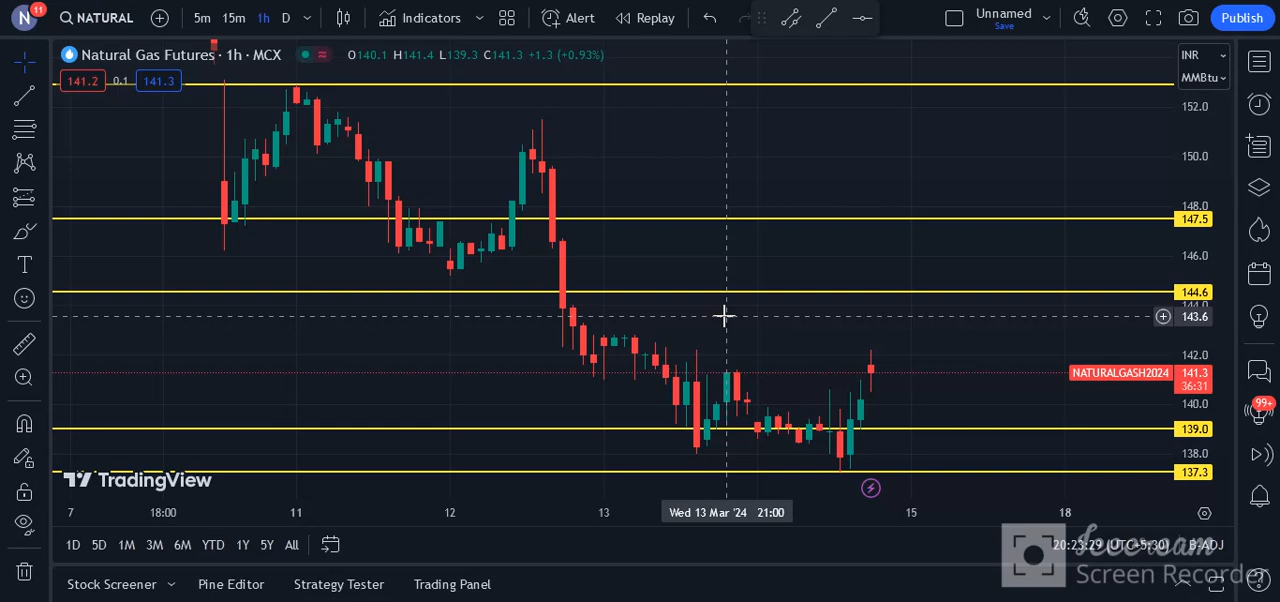 N 11 NATURAL 5m 15m 1h D Indicators Alert Replay Unnamed Save Publish
Natural Gas Futures · 1h · MCX O140.1 H141.4 L139.3 C141.3 +1.3 (+0.93%) INR
141.2 0.1 141.3 MMBtu
152.0
150.0
148.0
147.5
146.0
144.6
144.0
143.6
142.0
NATURALGASH2024 141.3
36:31
140.0
99+
139.0
138.0
137.3
TradingView
7 18:00 11 12 13 Wed 13 Mar '24 21:00 15 18
1D 5D 1M 3M 6M YTD 1Y 5Y All 20:23:29 (UTC+5:30) B-ADJ
Screen Recorder
Stock Screener Pine Editor Strategy Tester Trading Panel